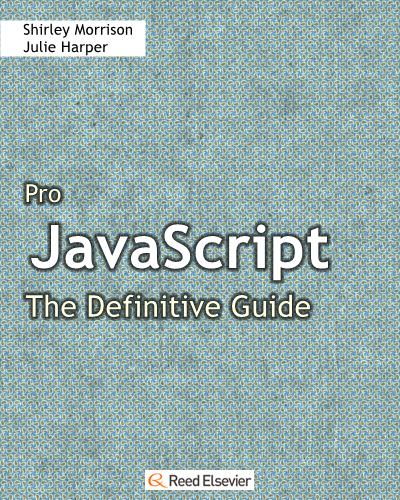 Shirley Morrison
Julie Harper
Pro
JavaScript
The Definitive Guide
Reed Elsevier